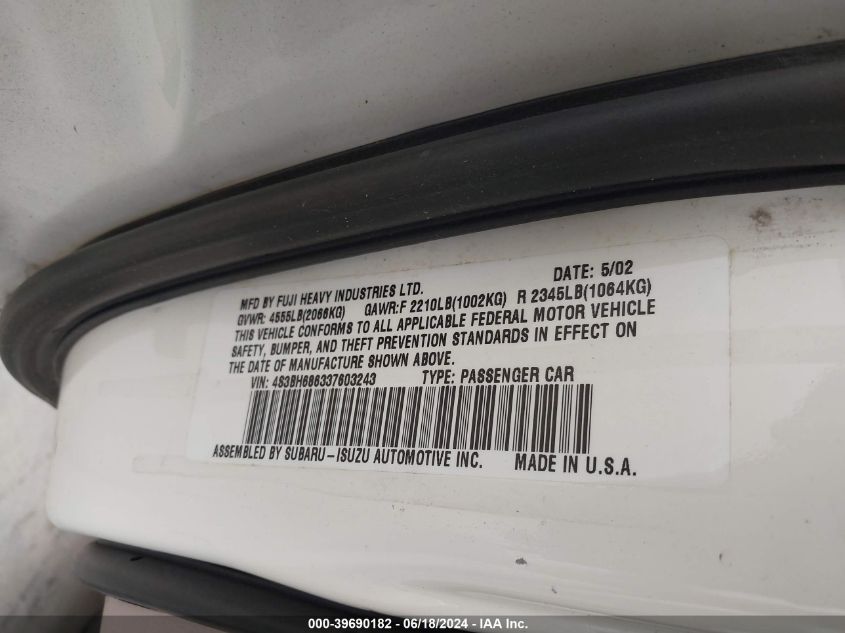 MFD BY FUJI HEAVY INDUSTRIES LTD. DATE: 5/02
GVWR: 4555LB(2066KG) GAWR:F 2210LB(1002KG) R 2345LB(1064KG)
THIS VEHICLE CONFORMS TO ALL APPLICABLE FEDERAL MOTOR VEHICLE
SAFETY, BUMPER, AND THEFT PREVENTION STANDARDS IN EFFECT ON
THE DATE OF MANUFACTURE SHOWN ABOVE.
VIN: 4S3BH686337603243 TYPE: PASSENGER CAR
ASSEMBLED BY SUBARU-ISUZU AUTOMOTIVE INC. MADE IN U.S.A.
000-39690182 - 06/18/2024 - IAA Inc.